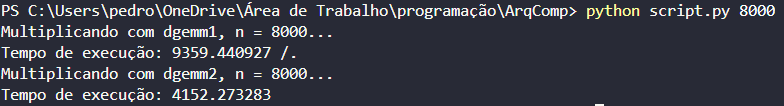 PS C:\Users\pedro\OneDrive\Área de Trabalho\programação\ArqComp> python script.py 8000
Multiplicando com dgemm1, n = 8000...
Tempo de execução: 9359.440927 /.
Multiplicando com dgemm2, n = 8000...
Tempo de execução: 4152.273283